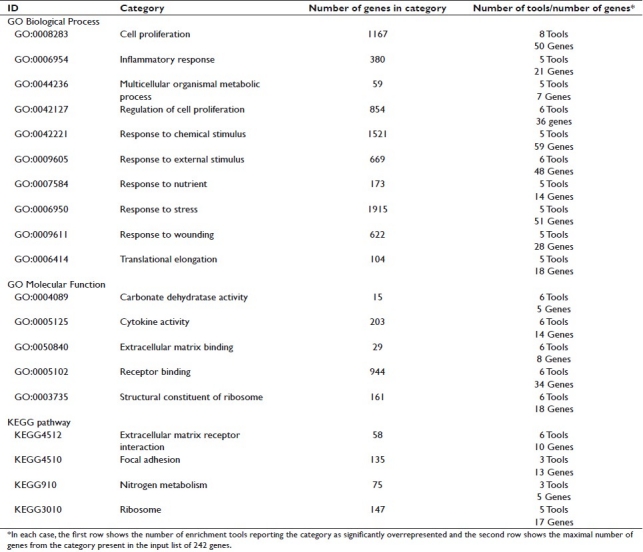 ID Category Number of genes in category Number of tools/number of genes*
GO Biological Process
GO:0008283 Cell proliferation 1167 8 Tools
50 Genes
GO:0006954 Inflammatory response 380 5 Tools
21 Genes
GO:0044236 Multicellular organismal metabolic 59 5 Tools
process 7 Genes
GO:0042127 Regulation of cell proliferation 854 6 Tools
36 genes
GO:0042221 Response to chemical stimulus 1521 5 Tools
59 Genes
GO:0009605 Response to external stimulus 669 6 Tools
48 Genes
GO:0007584 Response to nutrient 173 5 Tools
14 Genes
GO:0006950 Response to stress 1915 5 Tools
51 Genes
GO:0009611 Response to wounding 622 5 Tools
28 Genes
GO:0006414 Translational elongation 104 5 Tools
18 Genes
GO Molecular Function
GO:0004089 Carbonate dehydratase activity 15 6 Tools
5 Genes
GO:0005125 Cytokine activity 203 6 Tools
14 Genes
GO:0050840 Extracellular matrix binding 29 6 Tools
8 Genes
GO:0005102 Receptor binding 944 6 Tools
34 Genes
GO:0003735 Structural constituent of ribosome 161 6 Tools
18 Genes
KEGG pathway
KEGG4512 Extracellular matrix receptor 58 6 Tools
interaction 10 Genes
KEGG4510 Focal adhesion 135 3 Tools
13 Genes
KEGG910 Nitrogen metabolism 75 3 Tools
5 Genes
KEGG3010 Ribosome 147 5 Tools
17 Genes
*In each case, the first row shows the number of enrichment tools reporting the category as significantly overrepresented and the second row shows the maximal number of
genes from the category present in the input list of 242 genes.